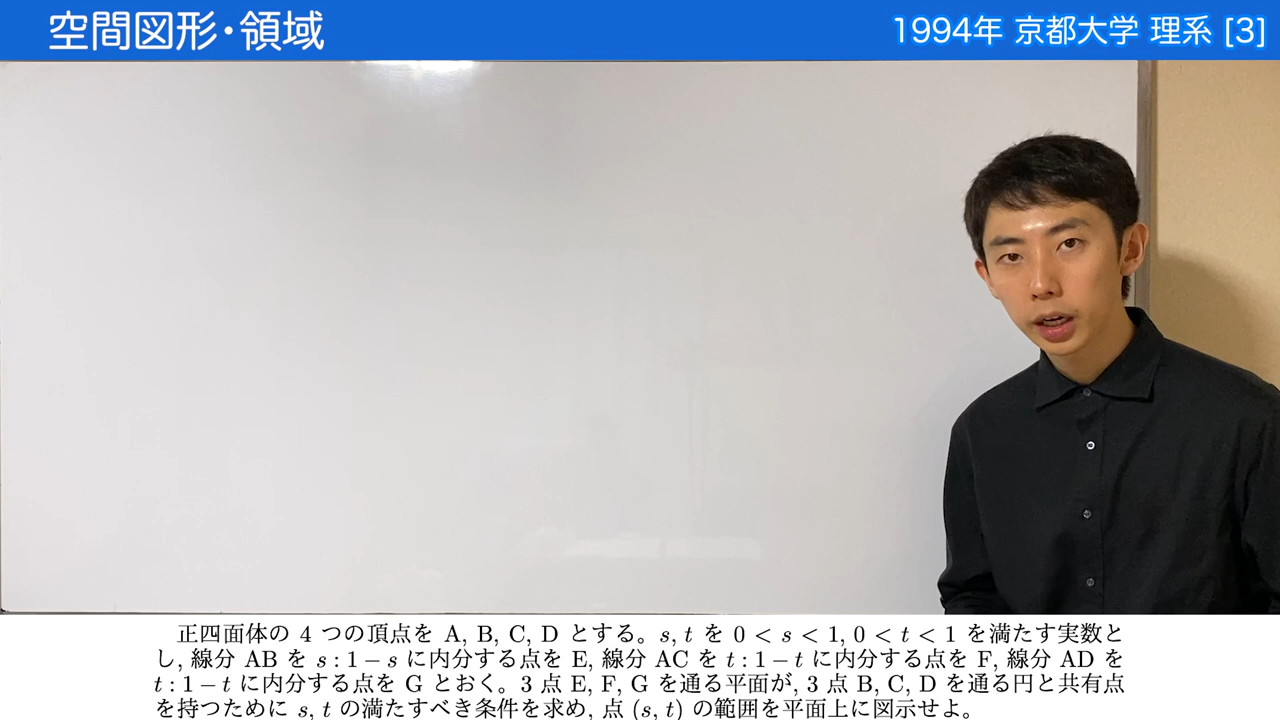 空間図形・領域
1994年 京都大学 理系 [3]
正四面体の 4 つの頂点を A, B, C, D とする。s, t を 0 < s < 1, 0 < t < 1 を満たす実数と
し, 線分 AB を s : 1 − s に内分する点を E, 線分 AC を t : 1 − t に内分する点を F, 線分 AD を
t : 1 − t に内分する点を G とおく。3 点 E, F, G を通る平面が, 3 点 B, C, D を通る円と共有点
を持つために s, t の満たすべき条件を求め, 点 (s, t) の範囲を平面上に図示せよ。